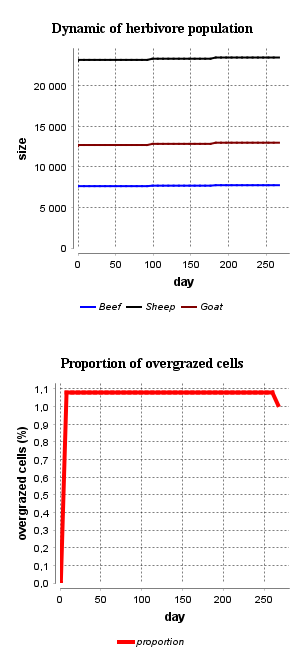 Dynamic of herbivore population
size
20 000
15 000
10 000
5 000
0
0 50 100 150 200 250
day
Beef Sheep Goat
Proportion of overgrazed cells
overgrazed cells (%)
1,1
1,0
0,9
0,8
0,7
0,6
0,5
0,4
0,3
0,2
0,1
0,0
0 50 100 150 200 250
day
proportion